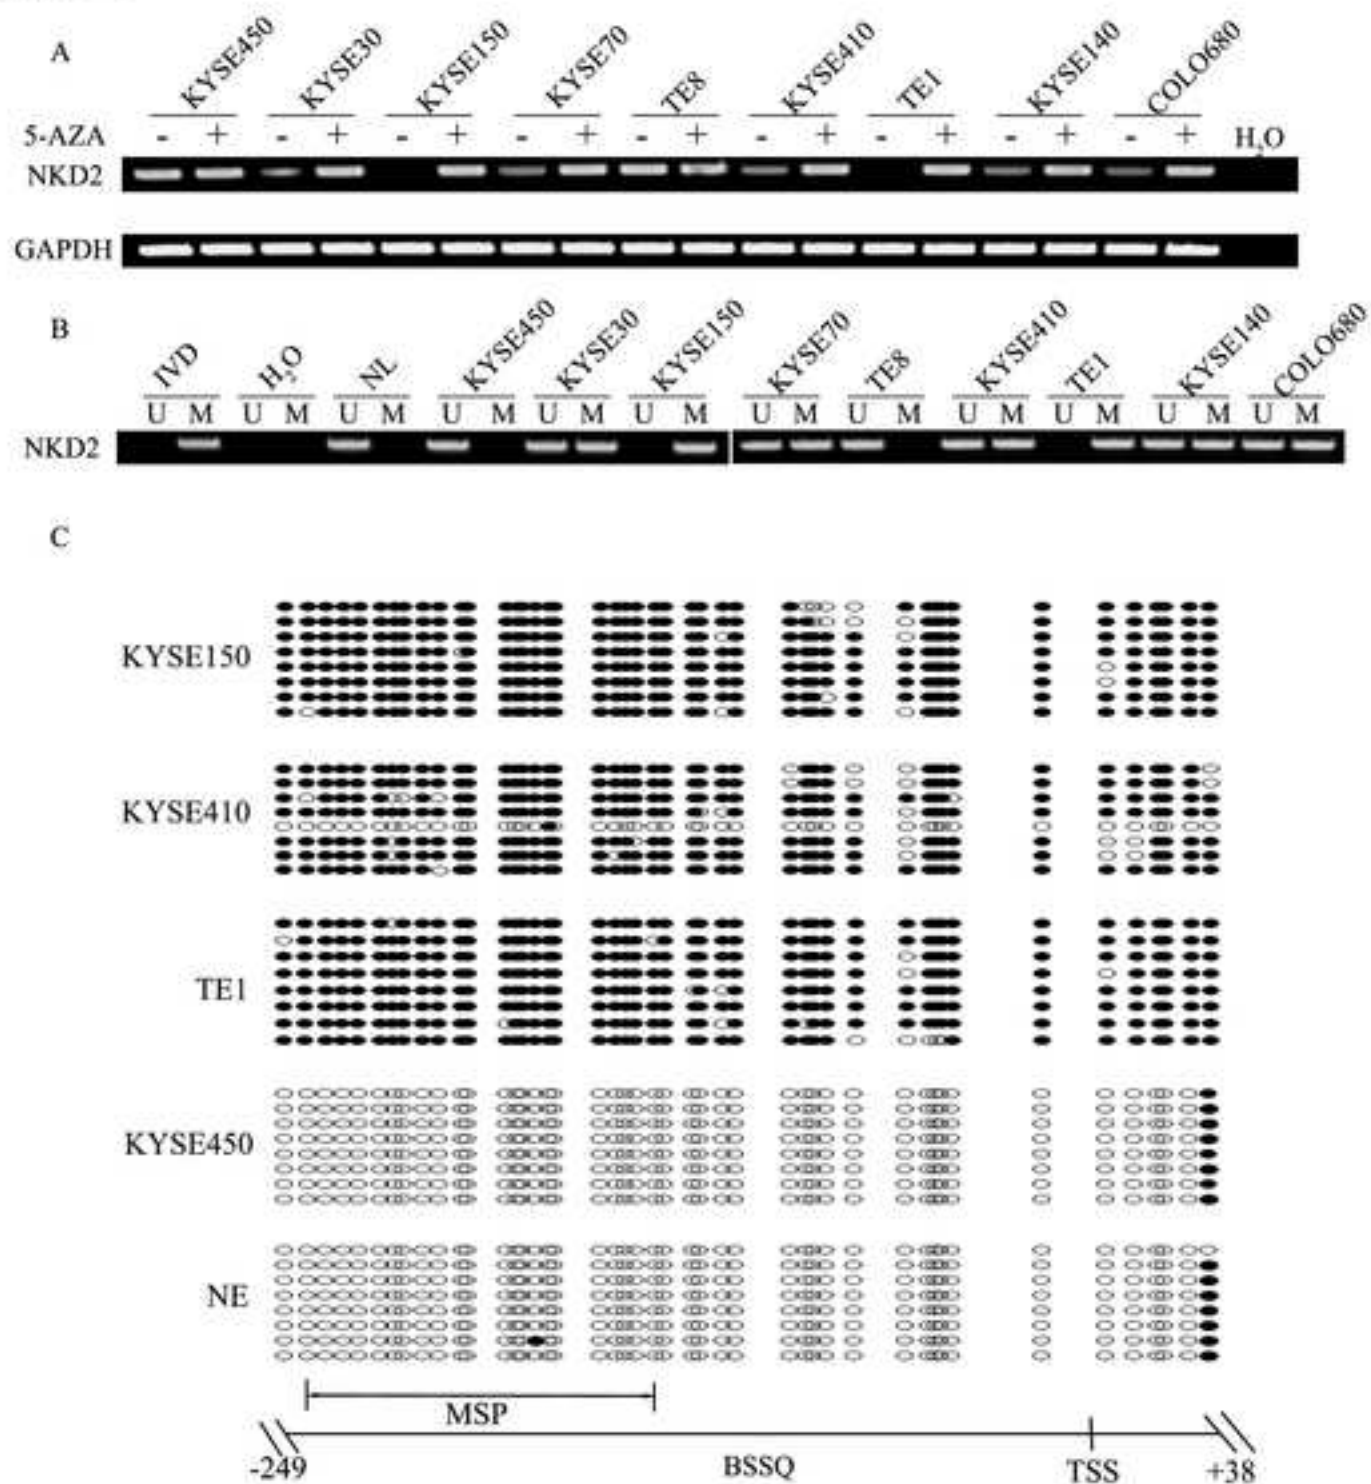 A
KYSE450 KYSE30 KYSE150 KYSE70 TE8 KYSE410 TE1 KYSE140 COLO680
5-AZA - + - + - + - + - + - + - + - + - + H₂O
NKD2
GAPDH
B
IVD H₂O NL KYSE450 KYSE30 KYSE150 KYSE70 TE8 KYSE410 TE1 KYSE140 COLO680
U M U M U M U M U M U M U M U M U M U M U M U M
NKD2
C
KYSE150
KYSE410
TE1
KYSE450
NE
MSP
-249 BSSQ TSS +38